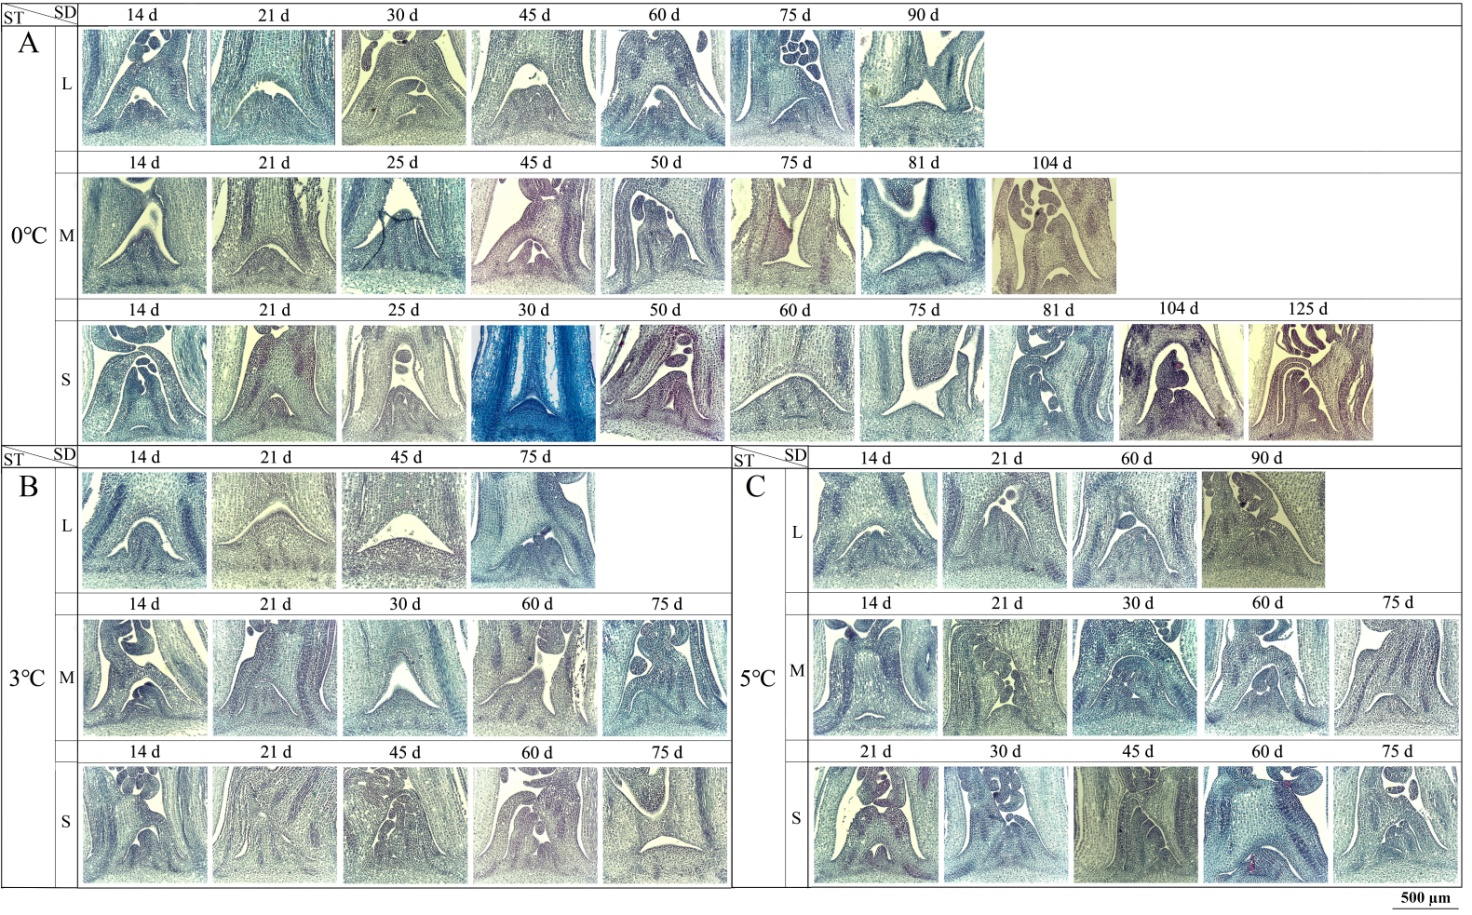 ST SD 14 d 21 d 30 d 45 d 60 d 75 d 90 d
A
L
14 d 21 d 25 d 45 d 50 d 75 d 81 d 104 d
0℃ M
14 d 21 d 25 d 30 d 50 d 60 d 75 d 81 d 104 d 125 d
S
ST SD 14 d 21 d 45 d 75 d
B
L
14 d 21 d 30 d 60 d 75 d
3℃ M
14 d 21 d 45 d 60 d 75 d
S
ST SD 14 d 21 d 60 d 90 d
C
L
14 d 21 d 30 d 60 d 75 d
5℃ M
21 d 30 d 45 d 60 d 75 d
S
500 μm